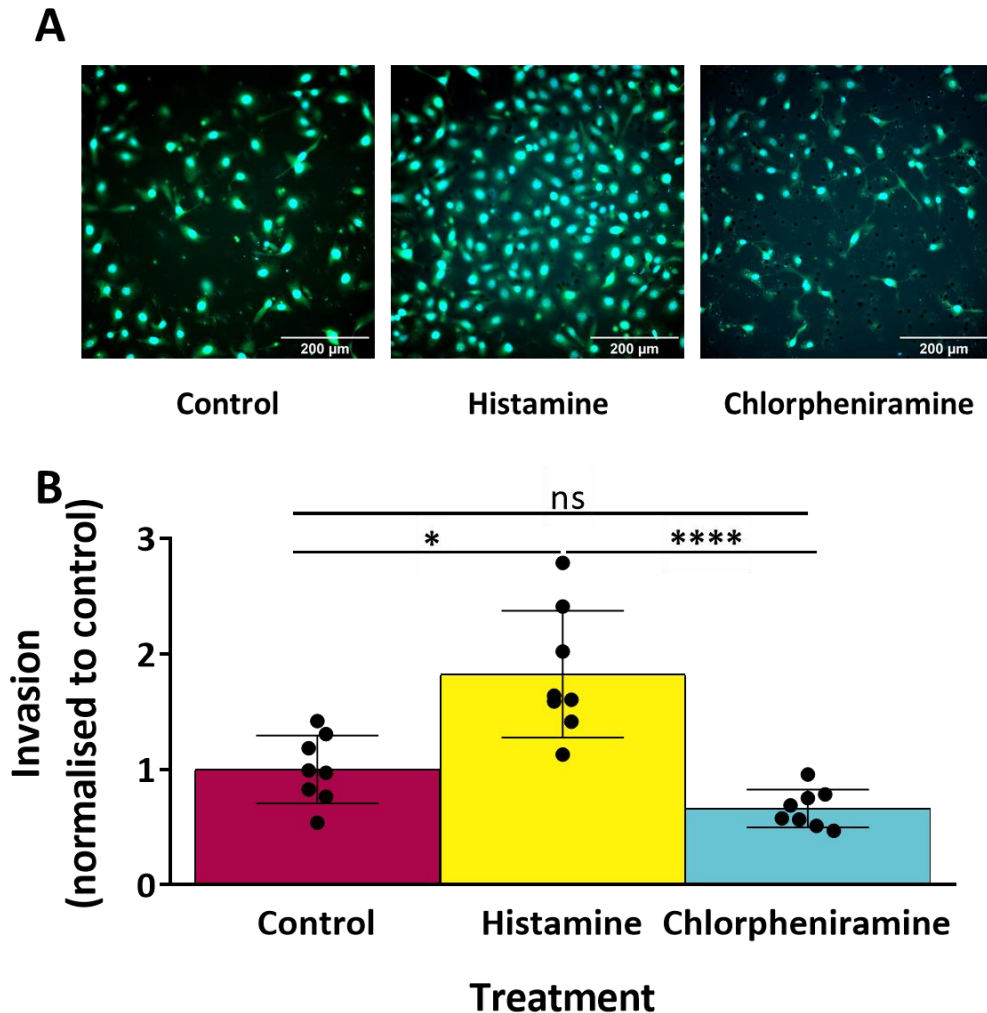 A
200 µm
200 µm
200 µm
Control
Histamine
Chlorpheniramine
B
ns
*
****
Invasion
(normalised to control)
3
2
1
0
Control
Histamine
Chlorpheniramine
Treatment